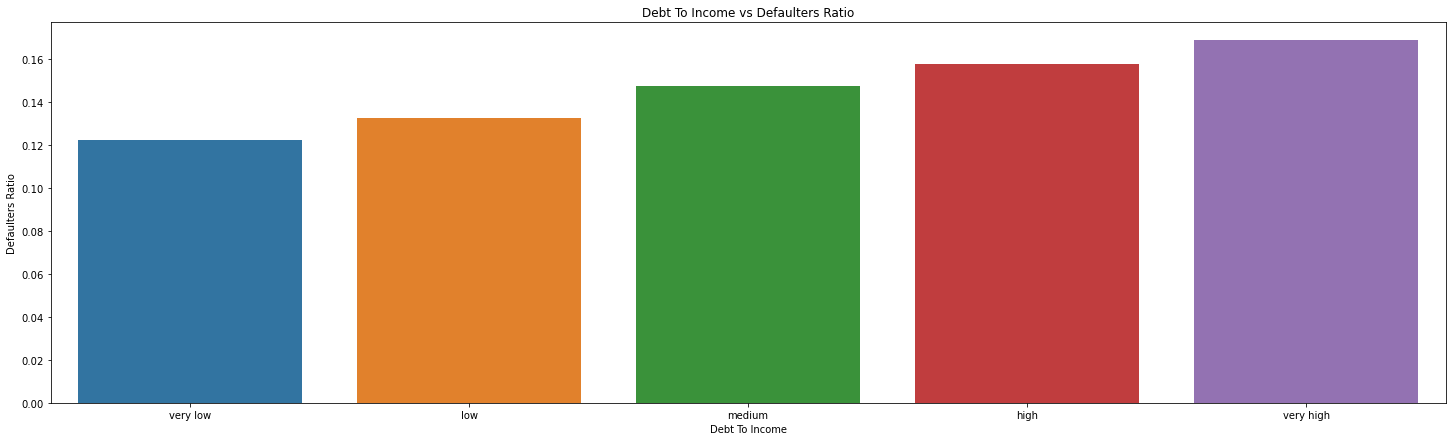 Debt To Income vs Defaulters Ratio
Defaulters Ratio
0.16
0.14
0.12
0.10
0.08
0.06
0.04
0.02
0.00
very low
low
medium
high
very high
Debt To Income